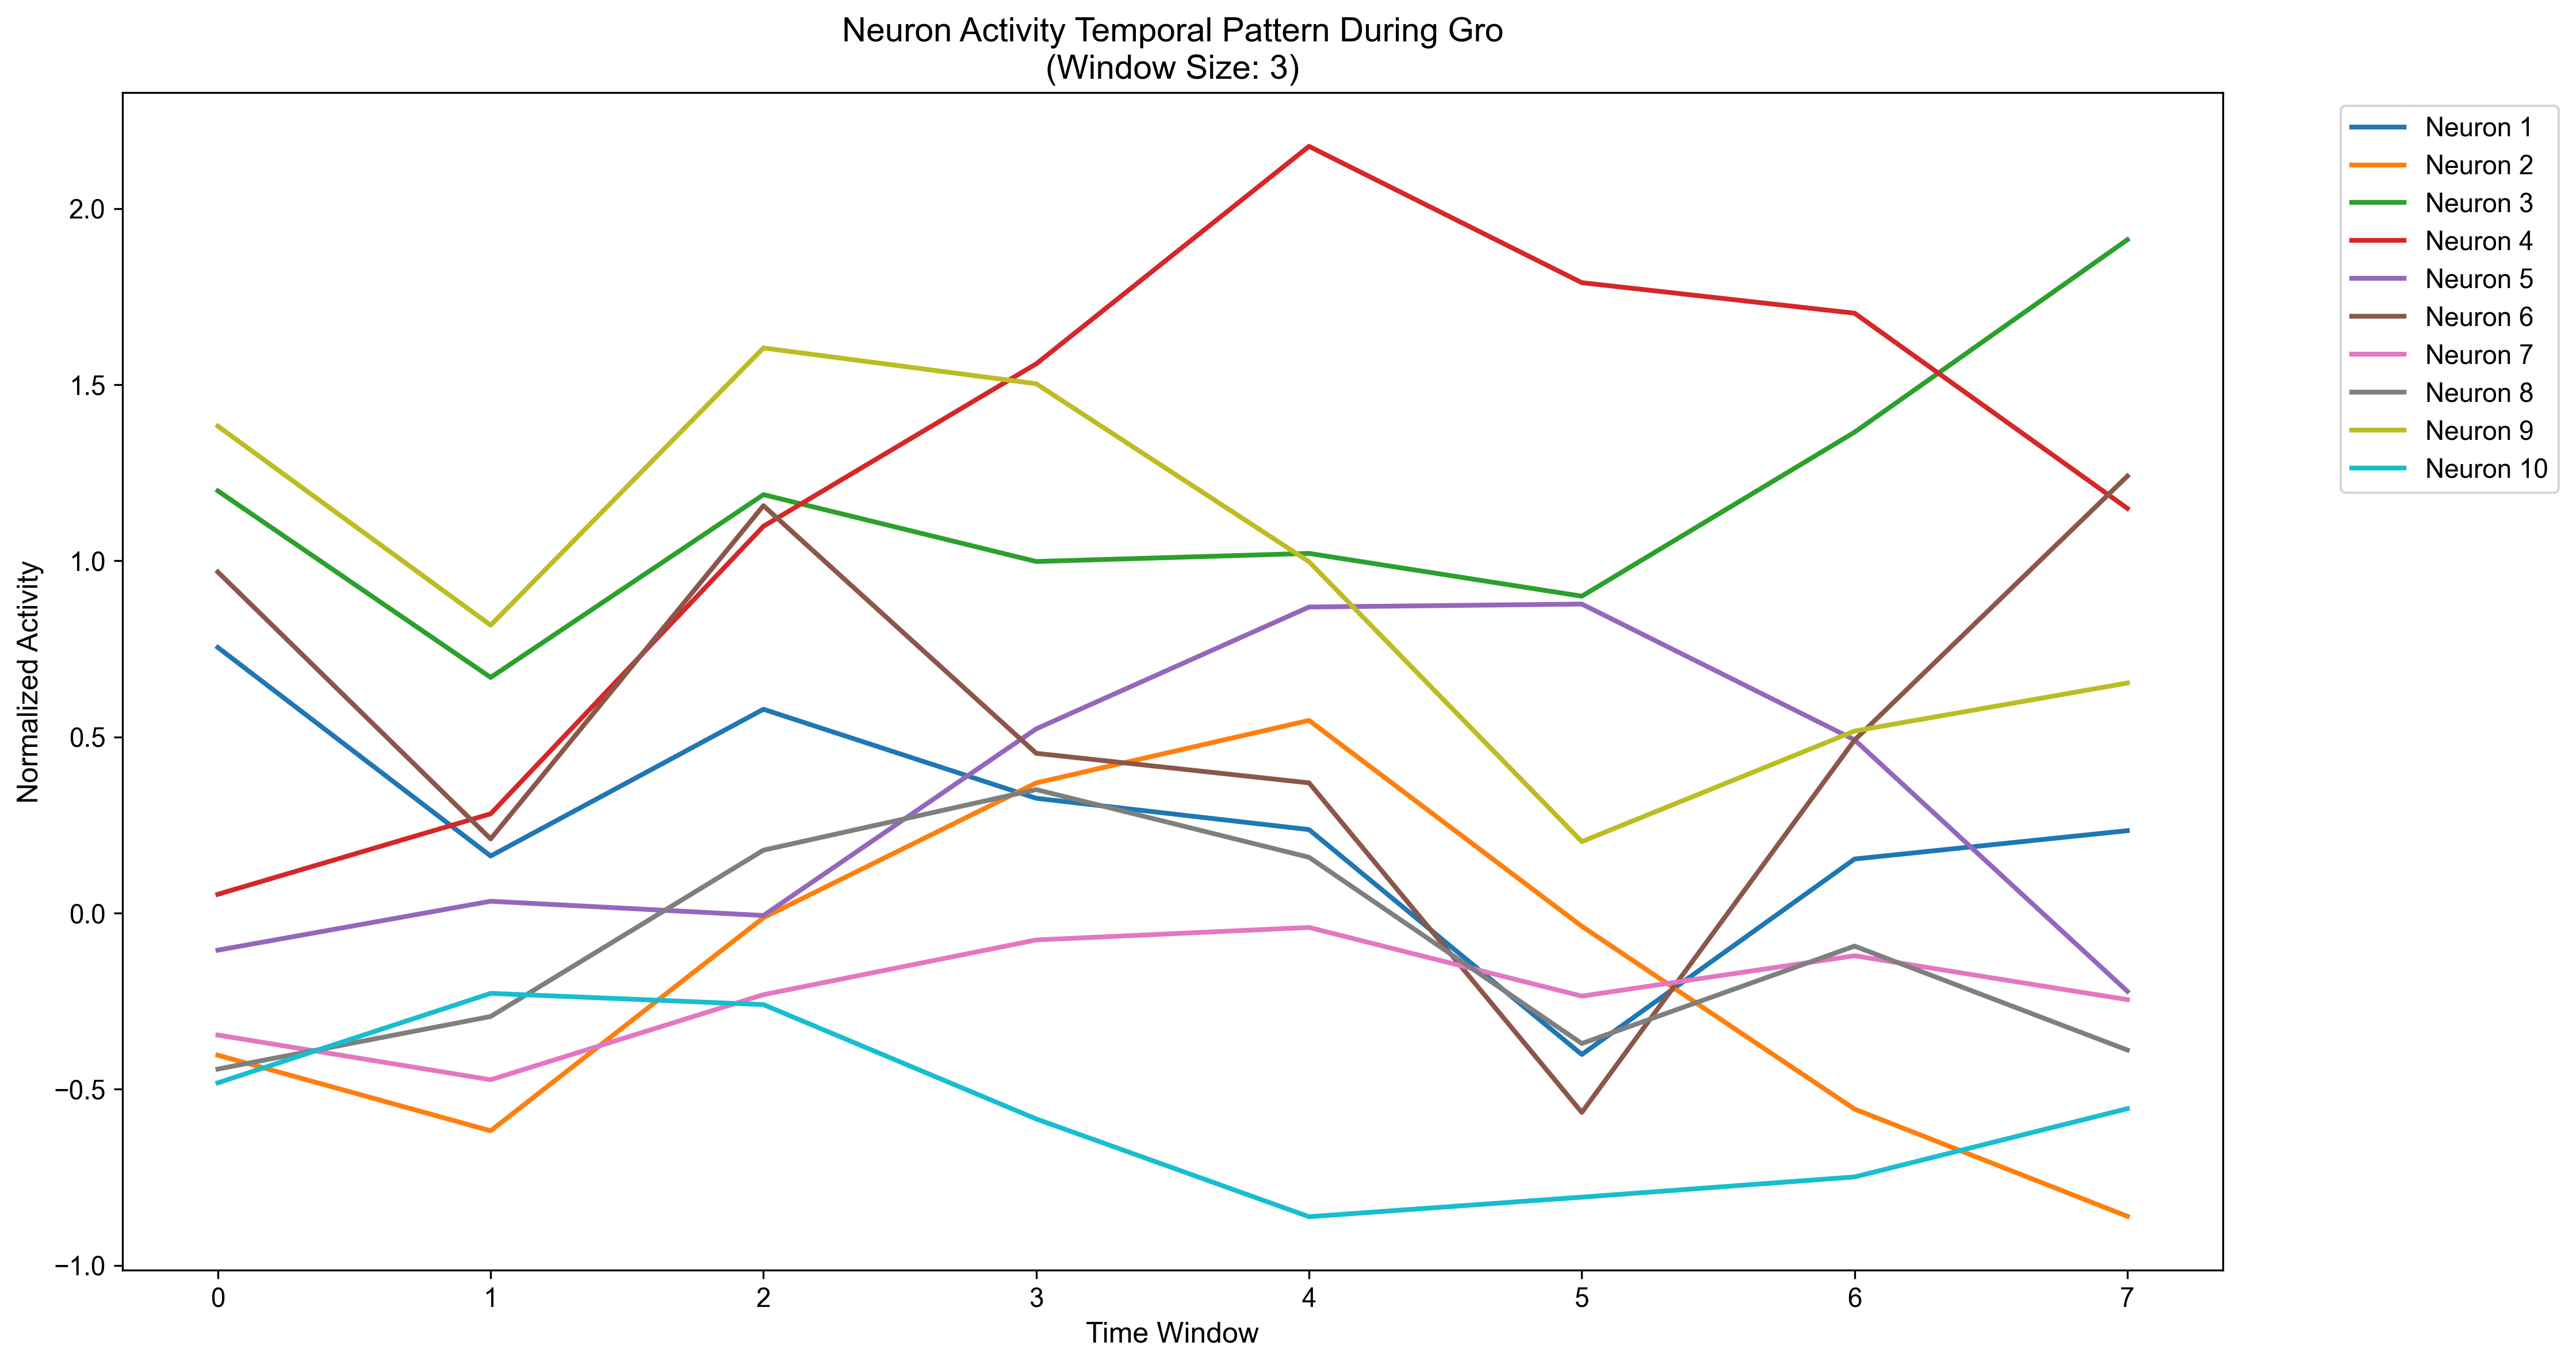 Neuron Activity Temporal Pattern During Gro
(Window Size: 3)
Normalized Activity
2.0
1.5
1.0
0.5
0.0
−0.5
−1.0
0 1 2 3 4 5 6 7
Time Window
Neuron 1
Neuron 2
Neuron 3
Neuron 4
Neuron 5
Neuron 6
Neuron 7
Neuron 8
Neuron 9
Neuron 10